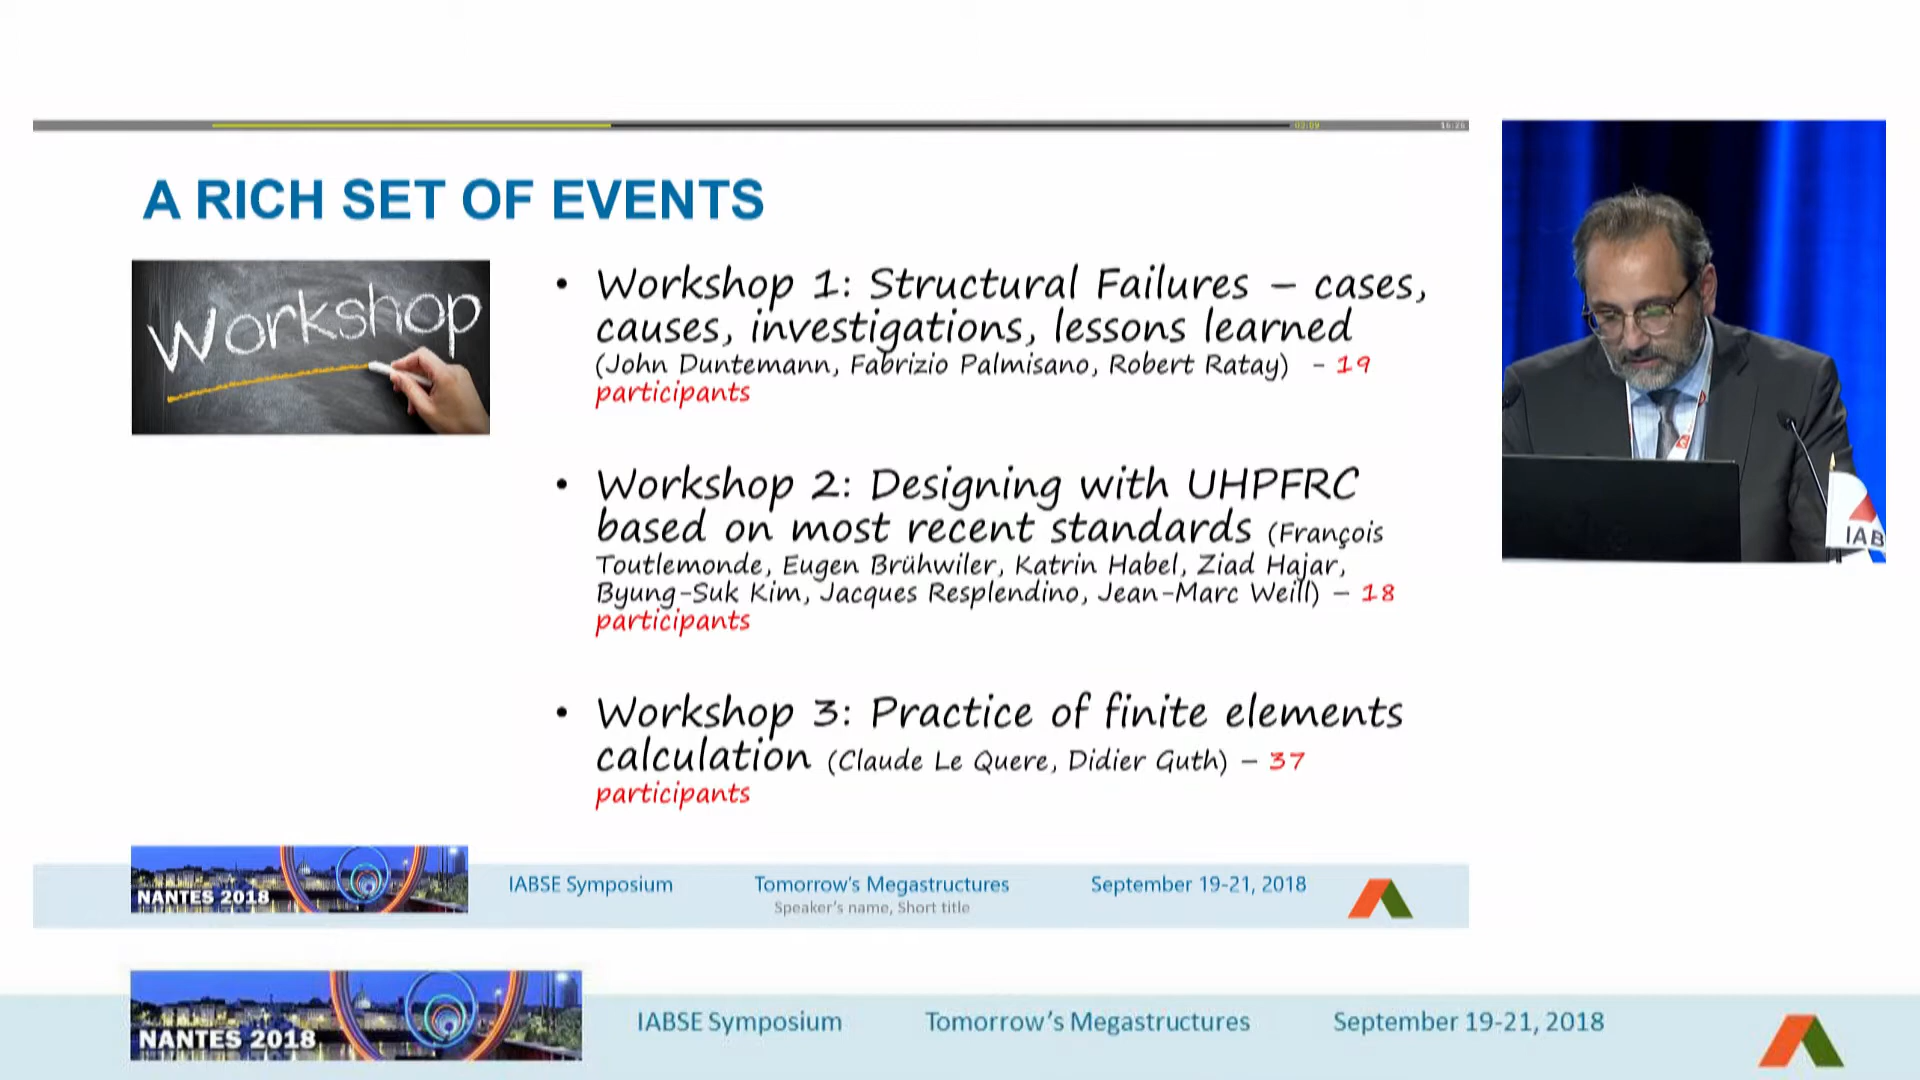 03:09 16:26
A RICH SET OF EVENTS
Workshop
• Workshop 1: Structural Failures – cases,
causes, investigations, lessons learned
(John Duntemann, Fabrizio Palmisano, Robert Ratay) - 19
participants
• Workshop 2: Designing with UHPFRC
based on most recent standards (François
Toutlemonde, Eugen Brühwiler, Katrin Habel, Ziad Hajar,
Byung-Suk Kim, Jacques Resplendino, Jean-Marc Weill) – 18
participants
• Workshop 3: Practice of finite elements
calculation (Claude Le Quere, Didier Guth) – 37
participants
IAB
NANTES 2018 IABSE Symposium Tomorrow's Megastructures September 19-21, 2018
Speaker's name, Short title
NANTES 2018 IABSE Symposium Tomorrow's Megastructures September 19-21, 2018